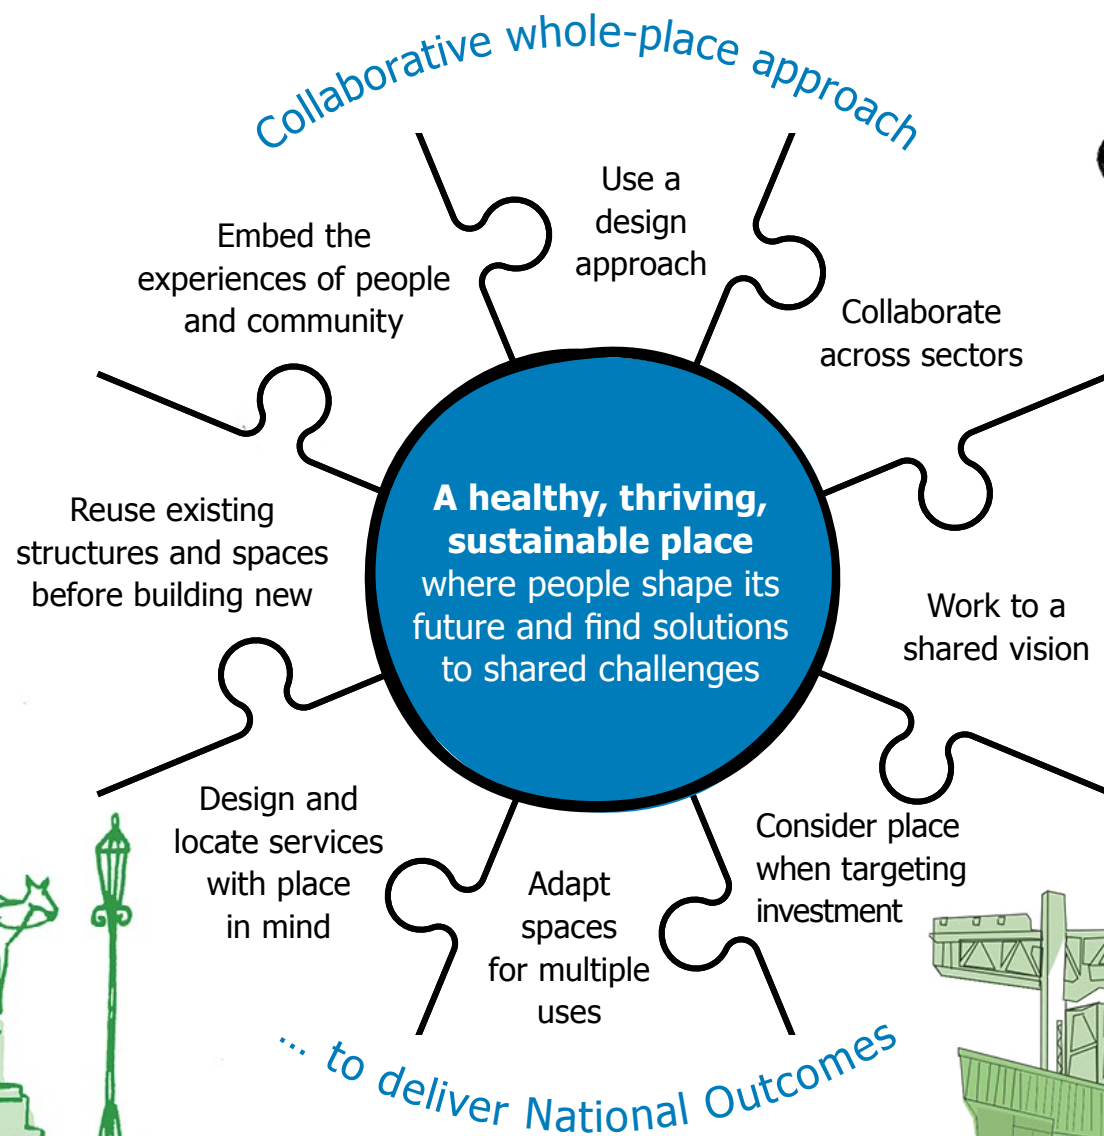 Collaborative whole-place approach
Use a
design
approach
Collaborate
across sectors
Work to a
shared vision
Consider place
when targeting
investment
Adapt
spaces
for multiple
uses
Design and
locate services
with place
in mind
Reuse existing
structures and spaces
before building new
Embed the
experiences of people
and community
A healthy, thriving,
sustainable place
where people shape its
future and find solutions
to shared challenges
... to deliver National Outcomes